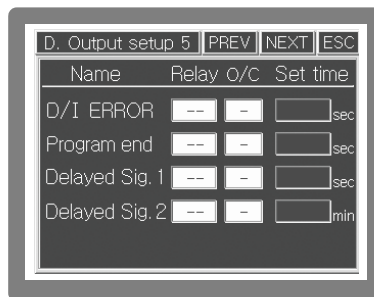 D. Output setup 5 PREV NEXT ESC
Name Relay O/C Set time
D/I ERROR -- - sec
Program end -- - sec
Delayed Sig. 1 -- - sec
Delayed Sig. 2 -- - min